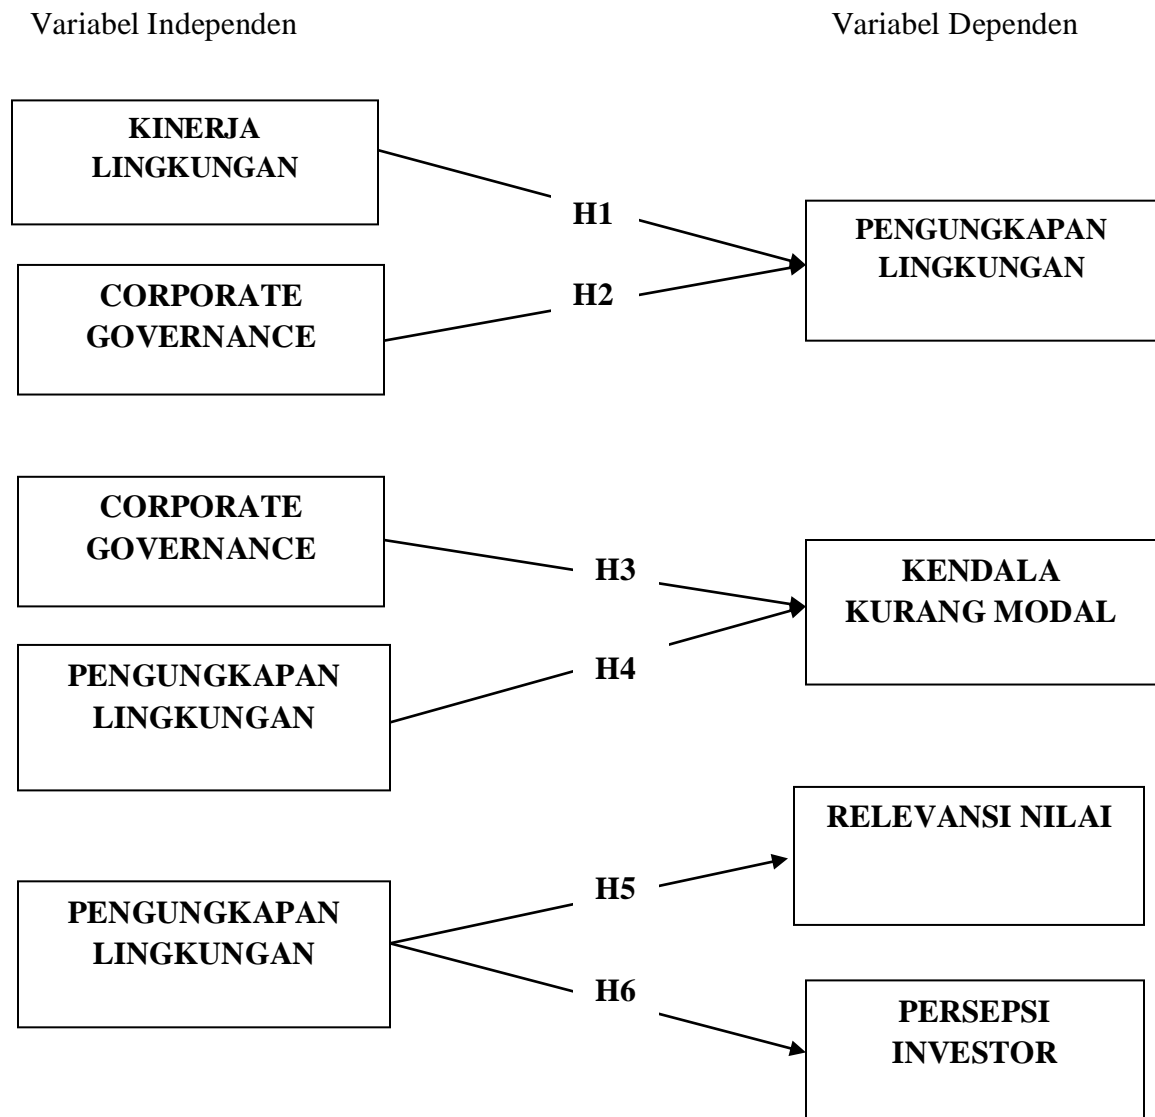 Variabel Independen
Variabel Dependen
KINERJA
LINGKUNGAN
H1
PENGUNGKAPAN
LINGKUNGAN
CORPORATE
GOVERNANCE
H2
CORPORATE
GOVERNANCE
H3
KENDALA
KURANG MODAL
PENGUNGKAPAN
LINGKUNGAN
H4
RELEVANSI NILAI
PENGUNGKAPAN
LINGKUNGAN
H5
H6
PERSEPSI
INVESTOR